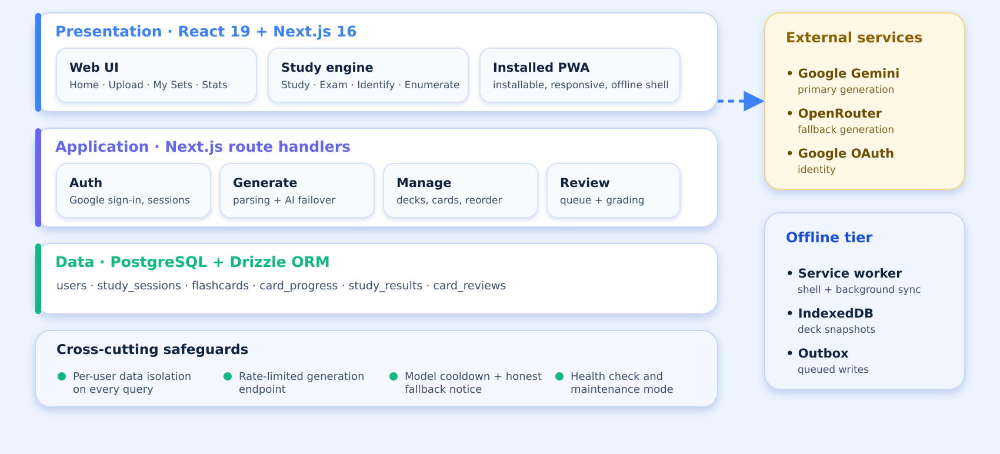 Presentation · React 19 + Next.js 16
Web UI
Home · Upload · My Sets · Stats
Study engine
Study · Exam · Identify · Enumerate
Installed PWA
installable, responsive, offline shell
Application · Next.js route handlers
Auth
Google sign-in, sessions
Generate
parsing + AI failover
Manage
decks, cards, reorder
Review
queue + grading
Data · PostgreSQL + Drizzle ORM
users · study_sessions · flashcards · card_progress · study_results · card_reviews
Cross-cutting safeguards
Per-user data isolation
on every query
Rate-limited generation
endpoint
Model cooldown + honest
fallback notice
Health check and
maintenance mode
External services
• Google Gemini
primary generation
• OpenRouter
fallback generation
• Google OAuth
identity
Offline tier
• Service worker
shell + background sync
• IndexedDB
deck snapshots
• Outbox
queued writes